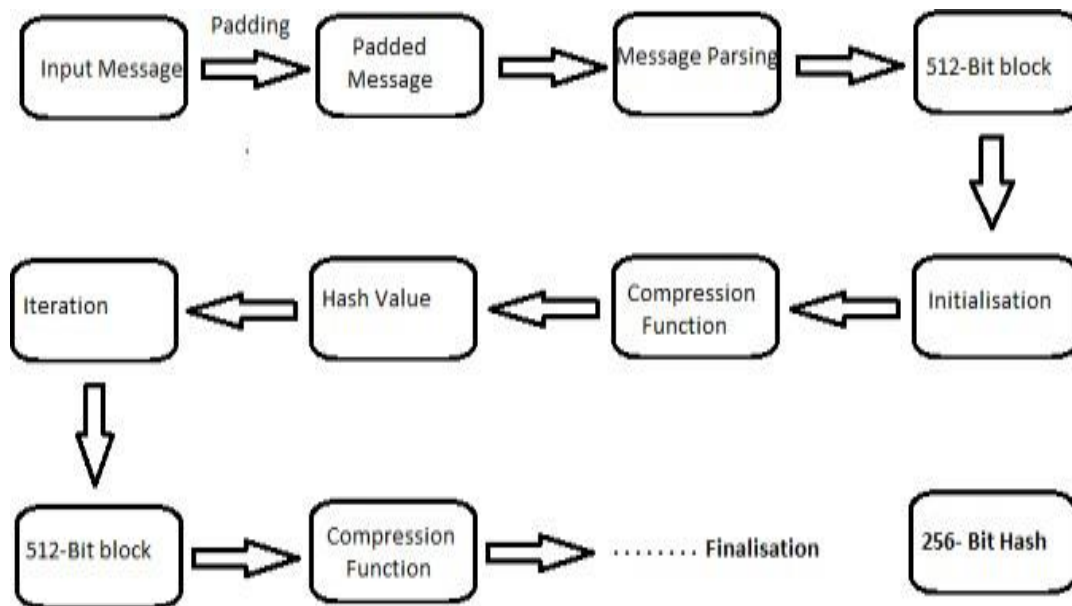 Padding
Input Message
Padded
Message
Message Parsing
512-Bit block
Iteration
Hash Value
Compression
Function
Initialisation
512-Bit block
Compression
Function
........ Finalisation
256- Bit Hash